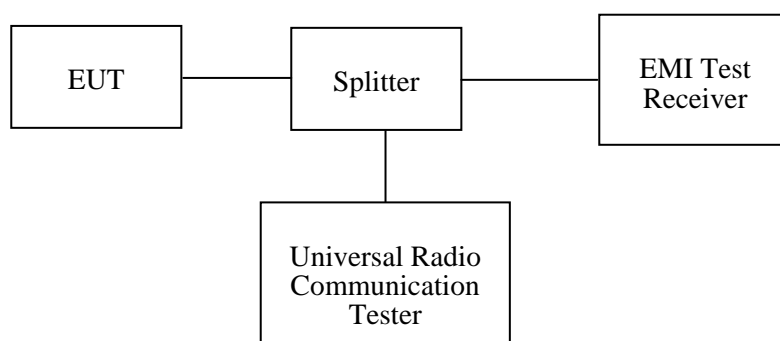 EUT
Splitter
EMI Test
Receiver
Universal Radio
Communication
Tester